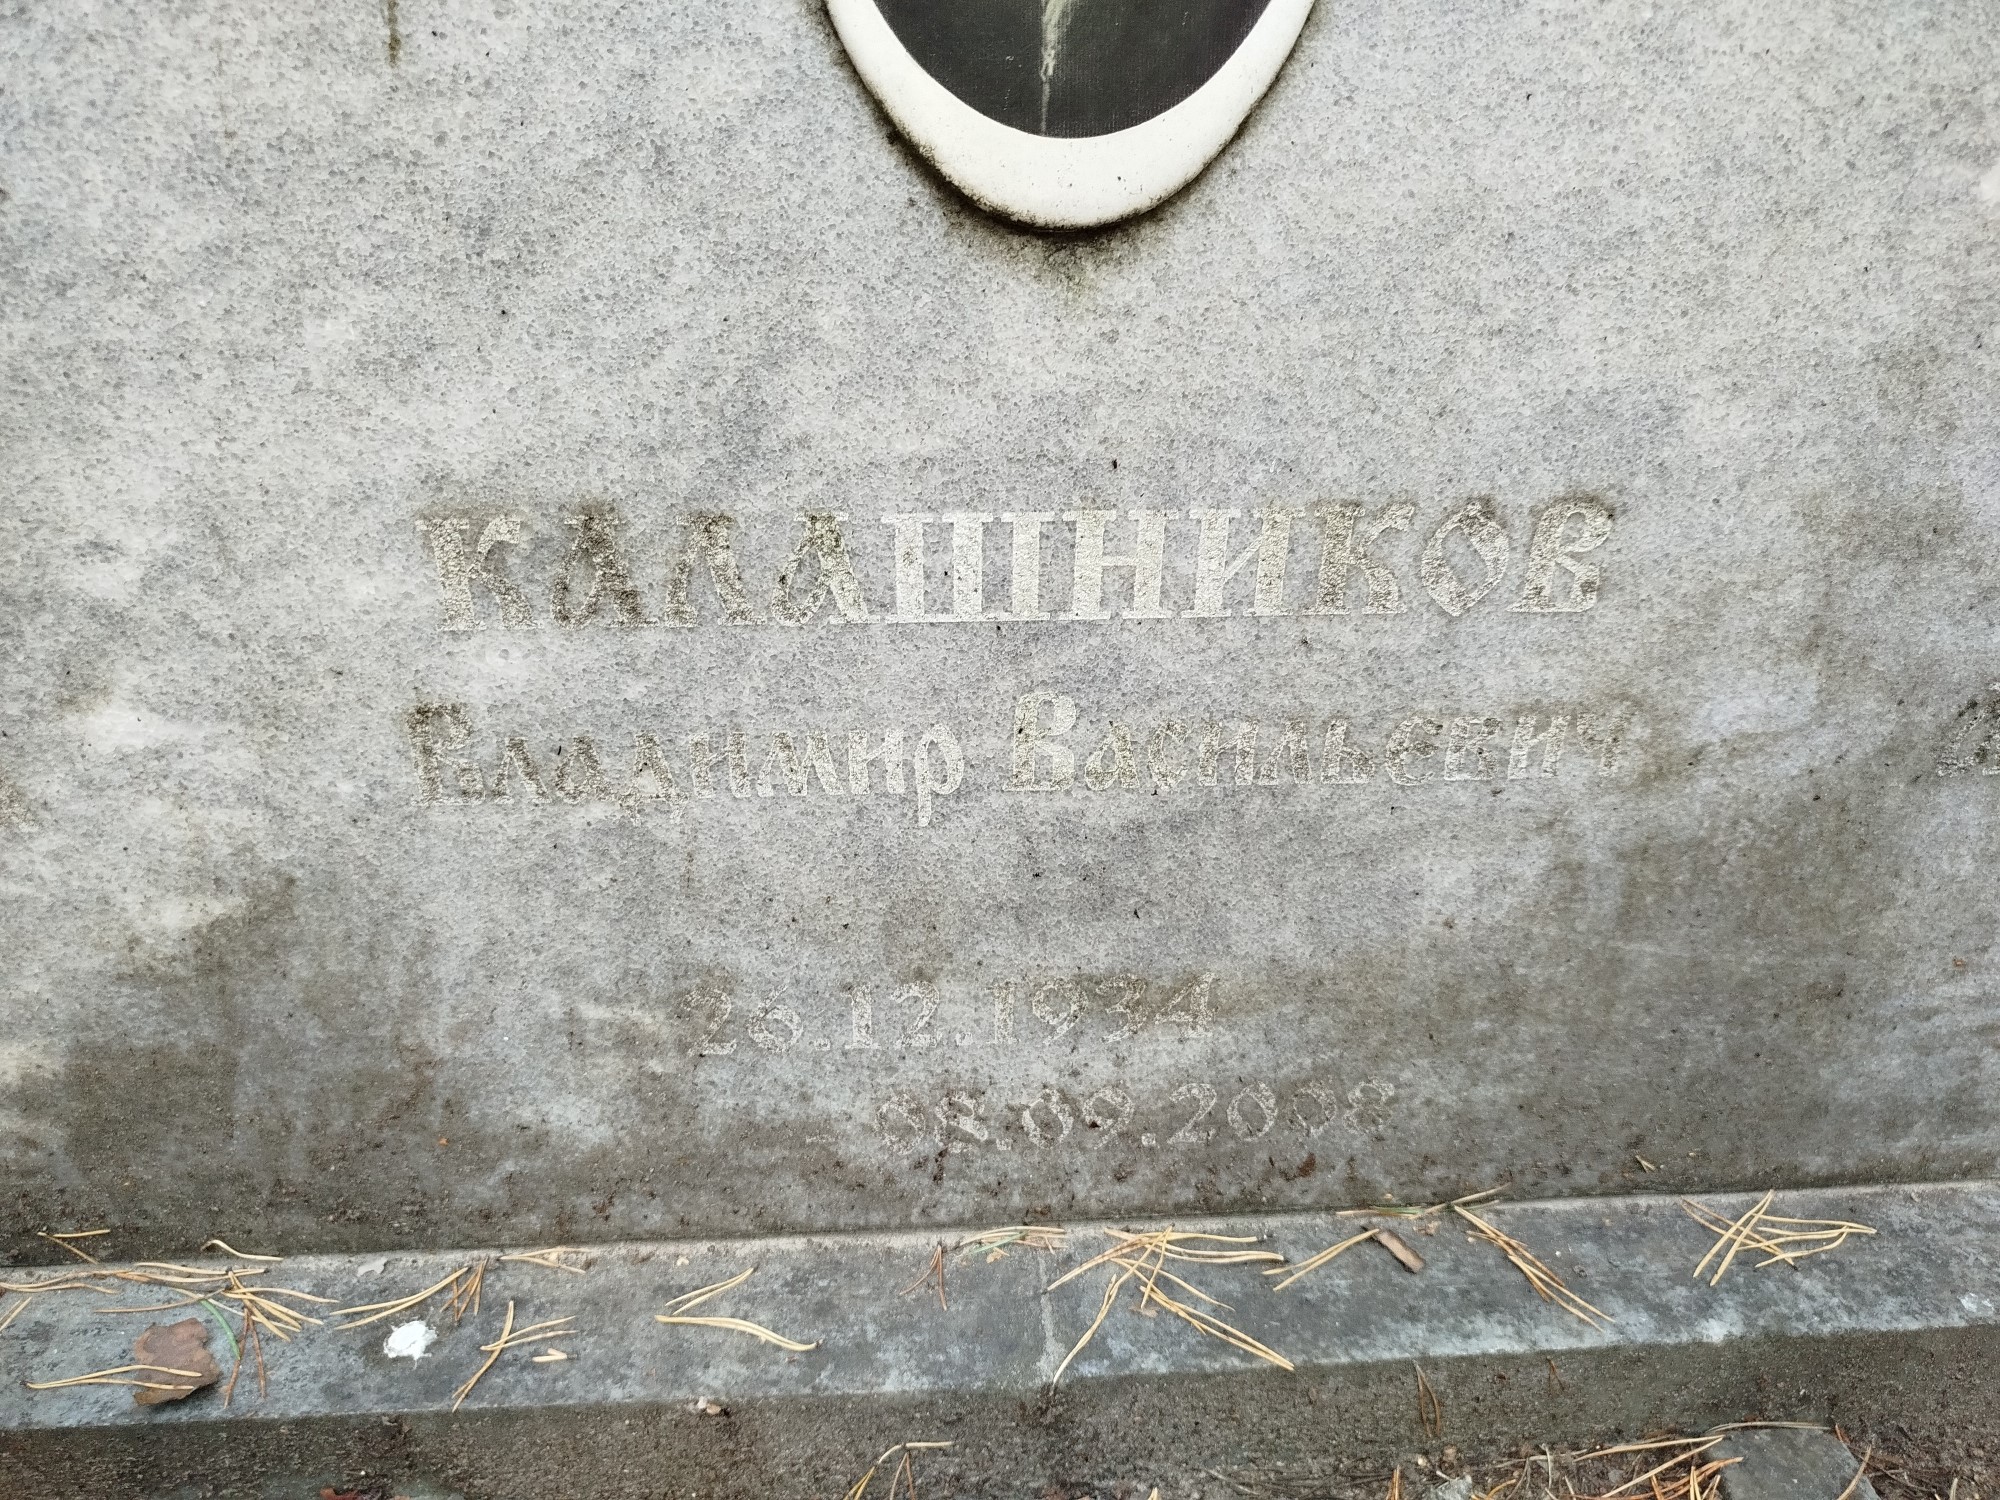 КАЛАШНИКОВ
Владимир Васильевич
26.12.1934
- 08.09.2008